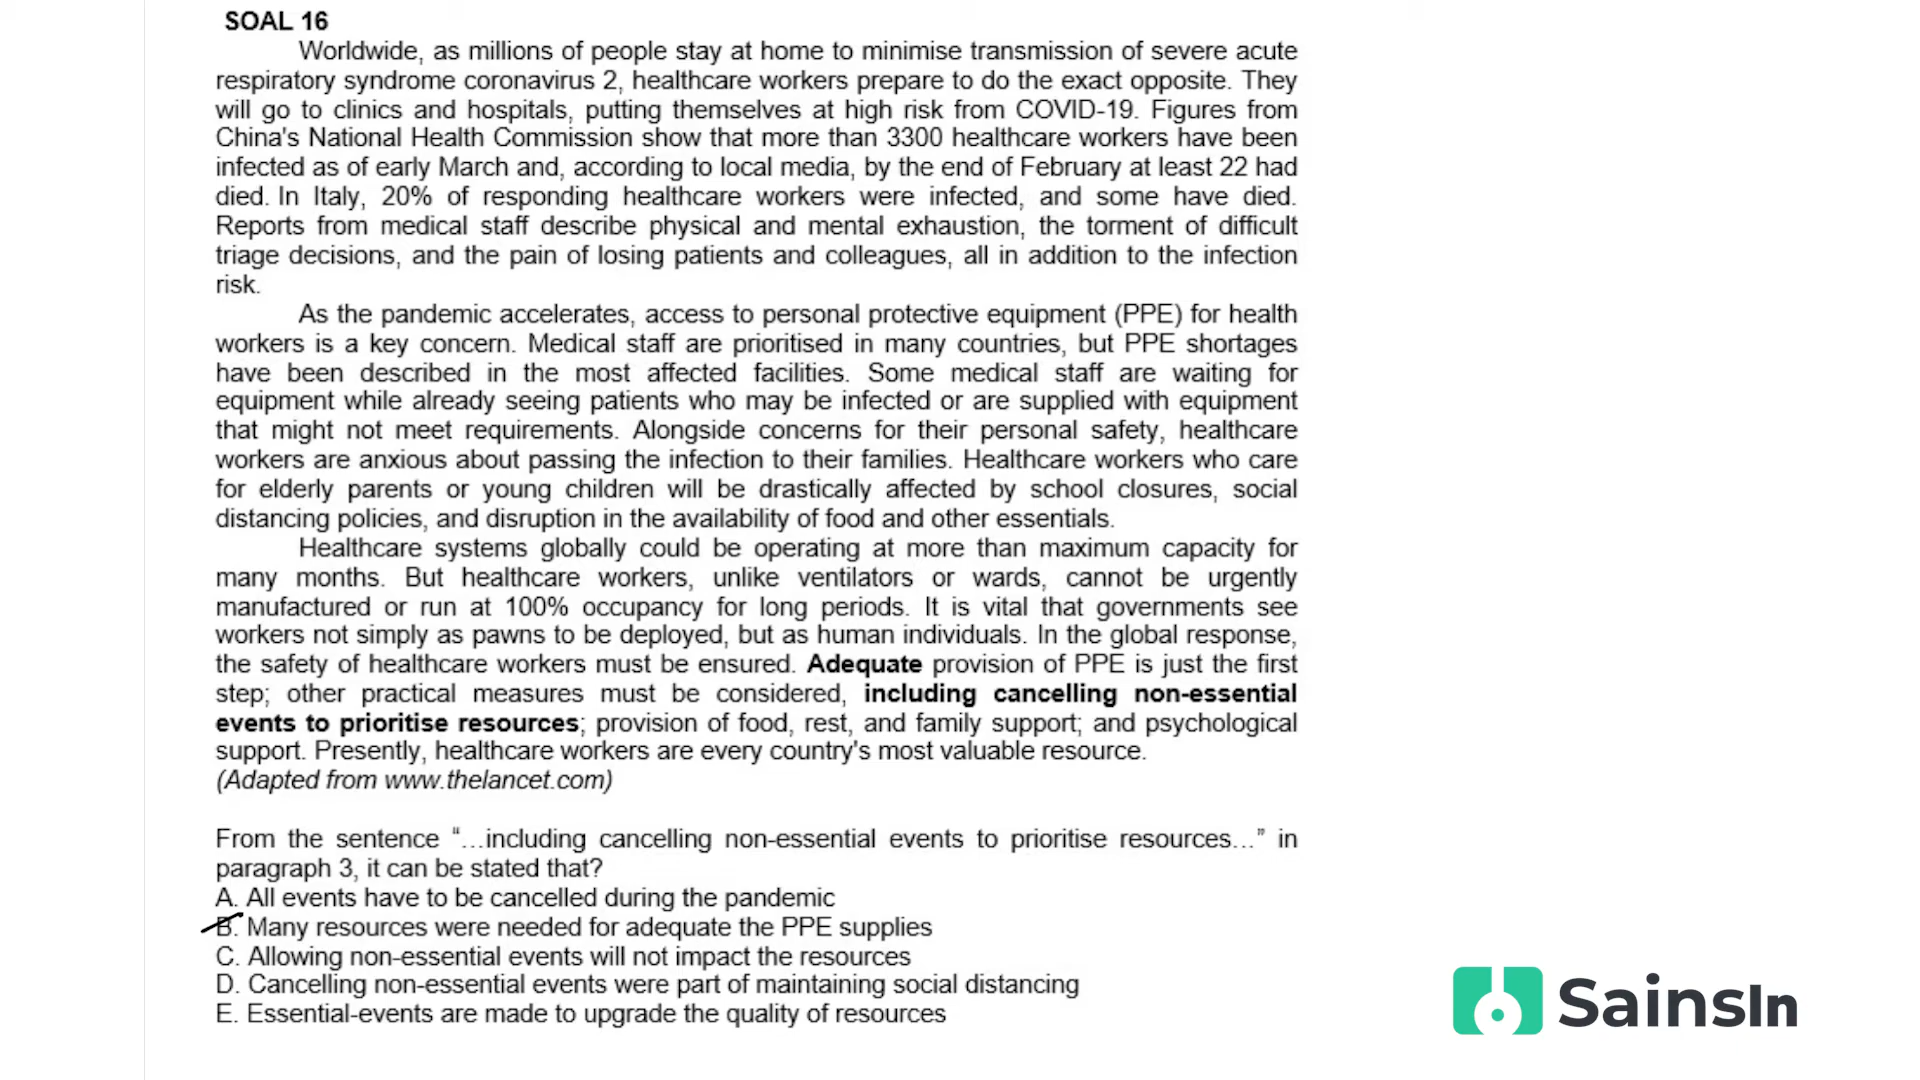 SOAL 16
Worldwide, as millions of people stay at home to minimise transmission of severe acute
respiratory syndrome coronavirus 2, healthcare workers prepare to do the exact opposite. They
will go to clinics and hospitals, putting themselves at high risk from COVID-19. Figures from
China's National Health Commission show that more than 3300 healthcare workers have been
infected as of early March and, according to local media, by the end of February at least 22 had
died. In Italy, 20% of responding healthcare workers were infected, and some have died.
Reports from medical staff describe physical and mental exhaustion, the torment of difficult
triage decisions, and the pain of losing patients and colleagues, all in addition to the infection
risk.
As the pandemic accelerates, access to personal protective equipment (PPE) for health
workers is a key concern. Medical staff are prioritised in many countries, but PPE shortages
have been described in the most affected facilities. Some medical staff are waiting for
equipment while already seeing patients who may be infected or are supplied with equipment
that might not meet requirements. Alongside concerns for their personal safety, healthcare
workers are anxious about passing the infection to their families. Healthcare workers who care
for elderly parents or young children will be drastically affected by school closures, social
distancing policies, and disruption in the availability of food and other essentials.
Healthcare systems globally could be operating at more than maximum capacity for
many months. But healthcare workers, unlike ventilators or wards, cannot be urgently
manufactured or run at 100% occupancy for long periods. It is vital that governments see
workers not simply as pawns to be deployed, but as human individuals. In the global response,
the safety of healthcare workers must be ensured. Adequate provision of PPE is just the first
step; other practical measures must be considered, including cancelling non-essential
events to prioritise resources; provision of food, rest, and family support; and psychological
support. Presently, healthcare workers are every country's most valuable resource.
(Adapted from www.thelancet.com)
From the sentence “…including cancelling non-essential events to prioritise resources…” in
paragraph 3, it can be stated that?
A. All events have to be cancelled during the pandemic
B. Many resources were needed for adequate the PPE supplies
C. Allowing non-essential events will not impact the resources
D. Cancelling non-essential events were part of maintaining social distancing
E. Essential-events are made to upgrade the quality of resources
SainsIn